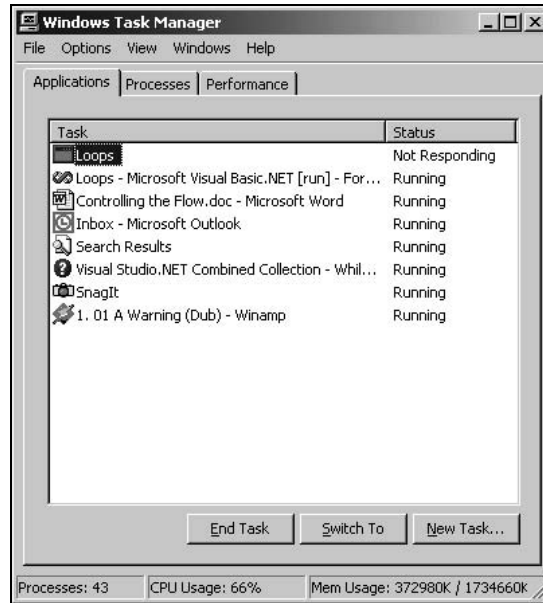 Windows Task Manager
File Options View Windows Help
Applications Processes Performance
Task Status
Loops Not Responding
Loops - Microsoft Visual Basic.NET [run] - For... Running
Controlling the Flow.doc - Microsoft Word Running
Inbox - Microsoft Outlook Running
Search Results Running
Visual Studio.NET Combined Collection - Whil... Running
SnagIt Running
1. 01 A Warning (Dub) - Winamp Running
End Task Switch To New Task...
Processes: 43 CPU Usage: 66% Mem Usage: 372980K / 1734660K